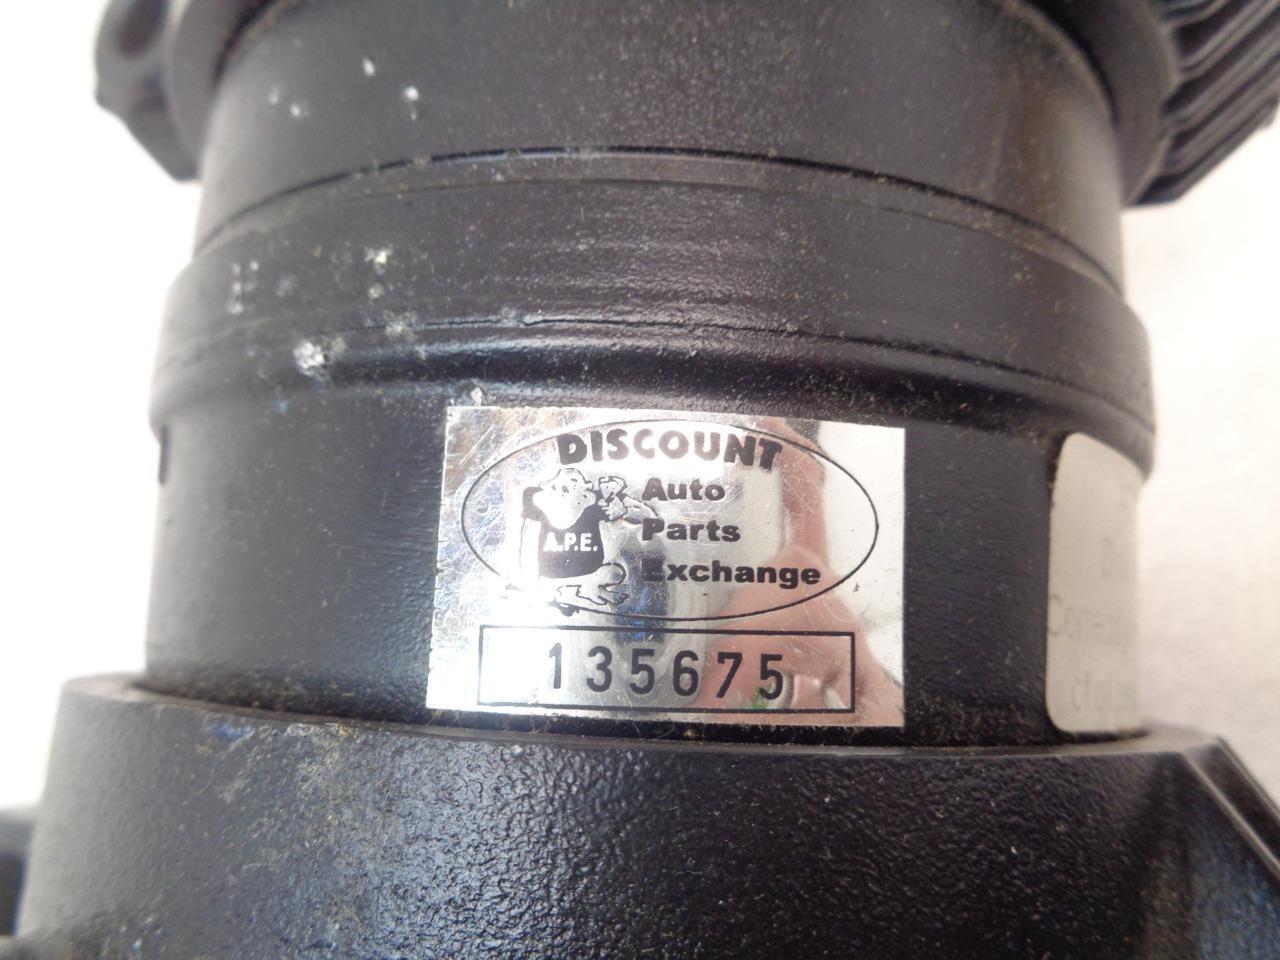 DISCOUNT
Auto
Parts
Exchange
A.P.E.
135675